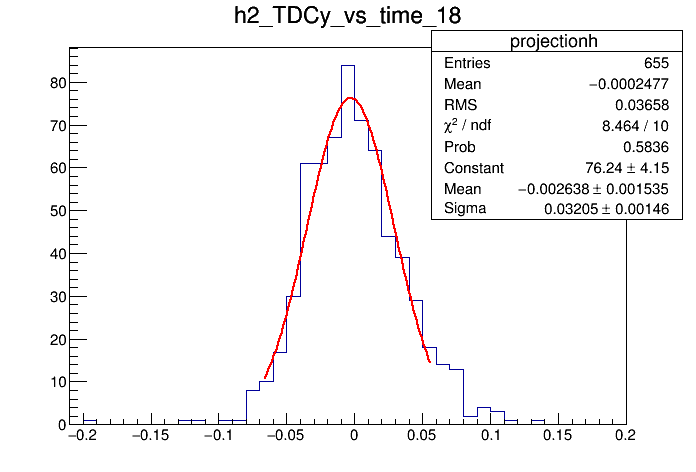 h2_TDCy_vs_time_18
projectionh
Entries 655
Mean −0.0002477
RMS 0.03658
χ² / ndf 8.464 / 10
Prob 0.5836
Constant 76.24 ± 4.15
Mean −0.002638 ± 0.001535
Sigma 0.03205 ± 0.00146
80
70
60
50
40
30
20
10
0
−0.2 −0.15 −0.1 −0.05 0 0.05 0.1 0.15 0.2